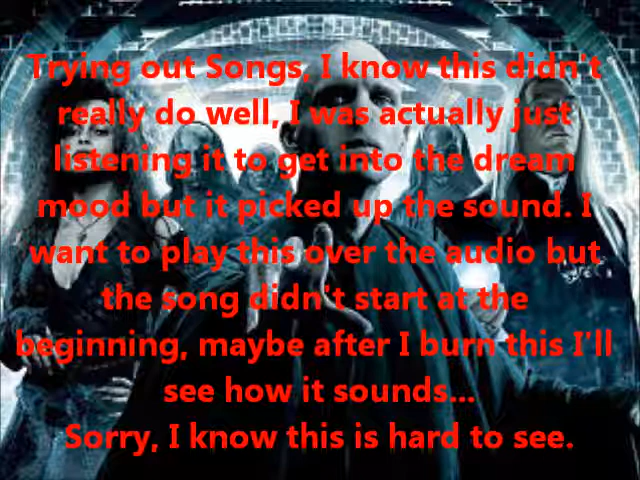 Trying out Songs, I know this didn't
really do well, I was actually just
listening it to get into the dream
mood but it picked up the sound. I
want to play this over the audio but
the song didn't start at the
beginning, maybe after I burn this I'll
see how it sounds...
Sorry, I know this is hard to see.